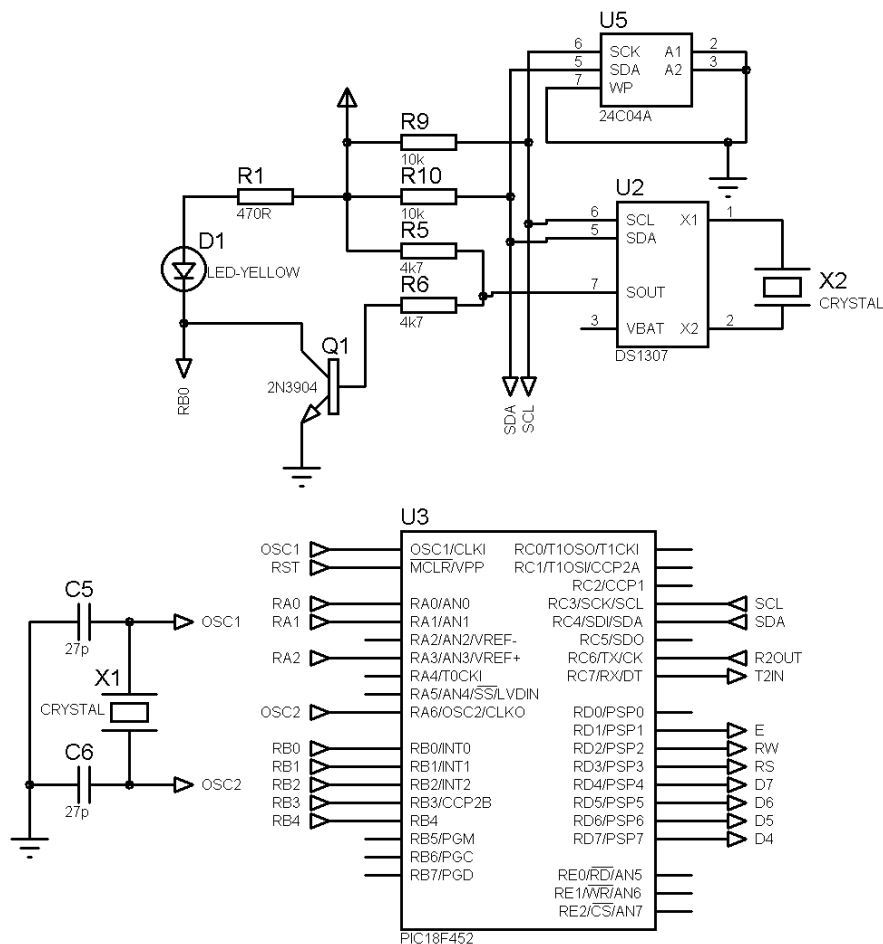 U5
6 SCK A1 2
5 SDA A2 3
7 WP
24C04A
R9
10k
R10
10k
R1
470R
R5
4k7
R6
4k7
D1
LED-YELLOW
RB0
Q1
2N3904
SDA
SCL
U2
6 SCL X1 1
5 SDA
7 SOUT
3 VBAT X2 2
DS1307
X2
CRYSTAL
C5
27p
OSC1
X1
CRYSTAL
C6
27p
OSC2
U3
OSC1 OSC1/CLKI RC0/T1OSO/T1CKI
RST MCLR/VPP RC1/T1OSI/CCP2A
RC2/CCP1
RA0 RA0/AN0 RC3/SCK/SCL SCL
RA1 RA1/AN1 RC4/SDI/SDA SDA
RA2/AN2/VREF- RC5/SDO
RA2 RA3/AN3/VREF+ RC6/TX/CK R2OUT
RA4/T0CKI RC7/RX/DT T2IN
RA5/AN4/SS/LVDIN
OSC2 RA6/OSC2/CLKO RD0/PSP0
RD1/PSP1 E
RB0 RB0/INT0 RD2/PSP2 RW
RB1 RB1/INT1 RD3/PSP3 RS
RB2 RB2/INT2 RD4/PSP4 D7
RB3 RB3/CCP2B RD5/PSP5 D6
RB4 RB4 RD6/PSP6 D5
RB5/PGM RD7/PSP7 D4
RB6/PGC
RB7/PGD RE0/RD/AN5
RE1/WR/AN6
RE2/CS/AN7
PIC18F452